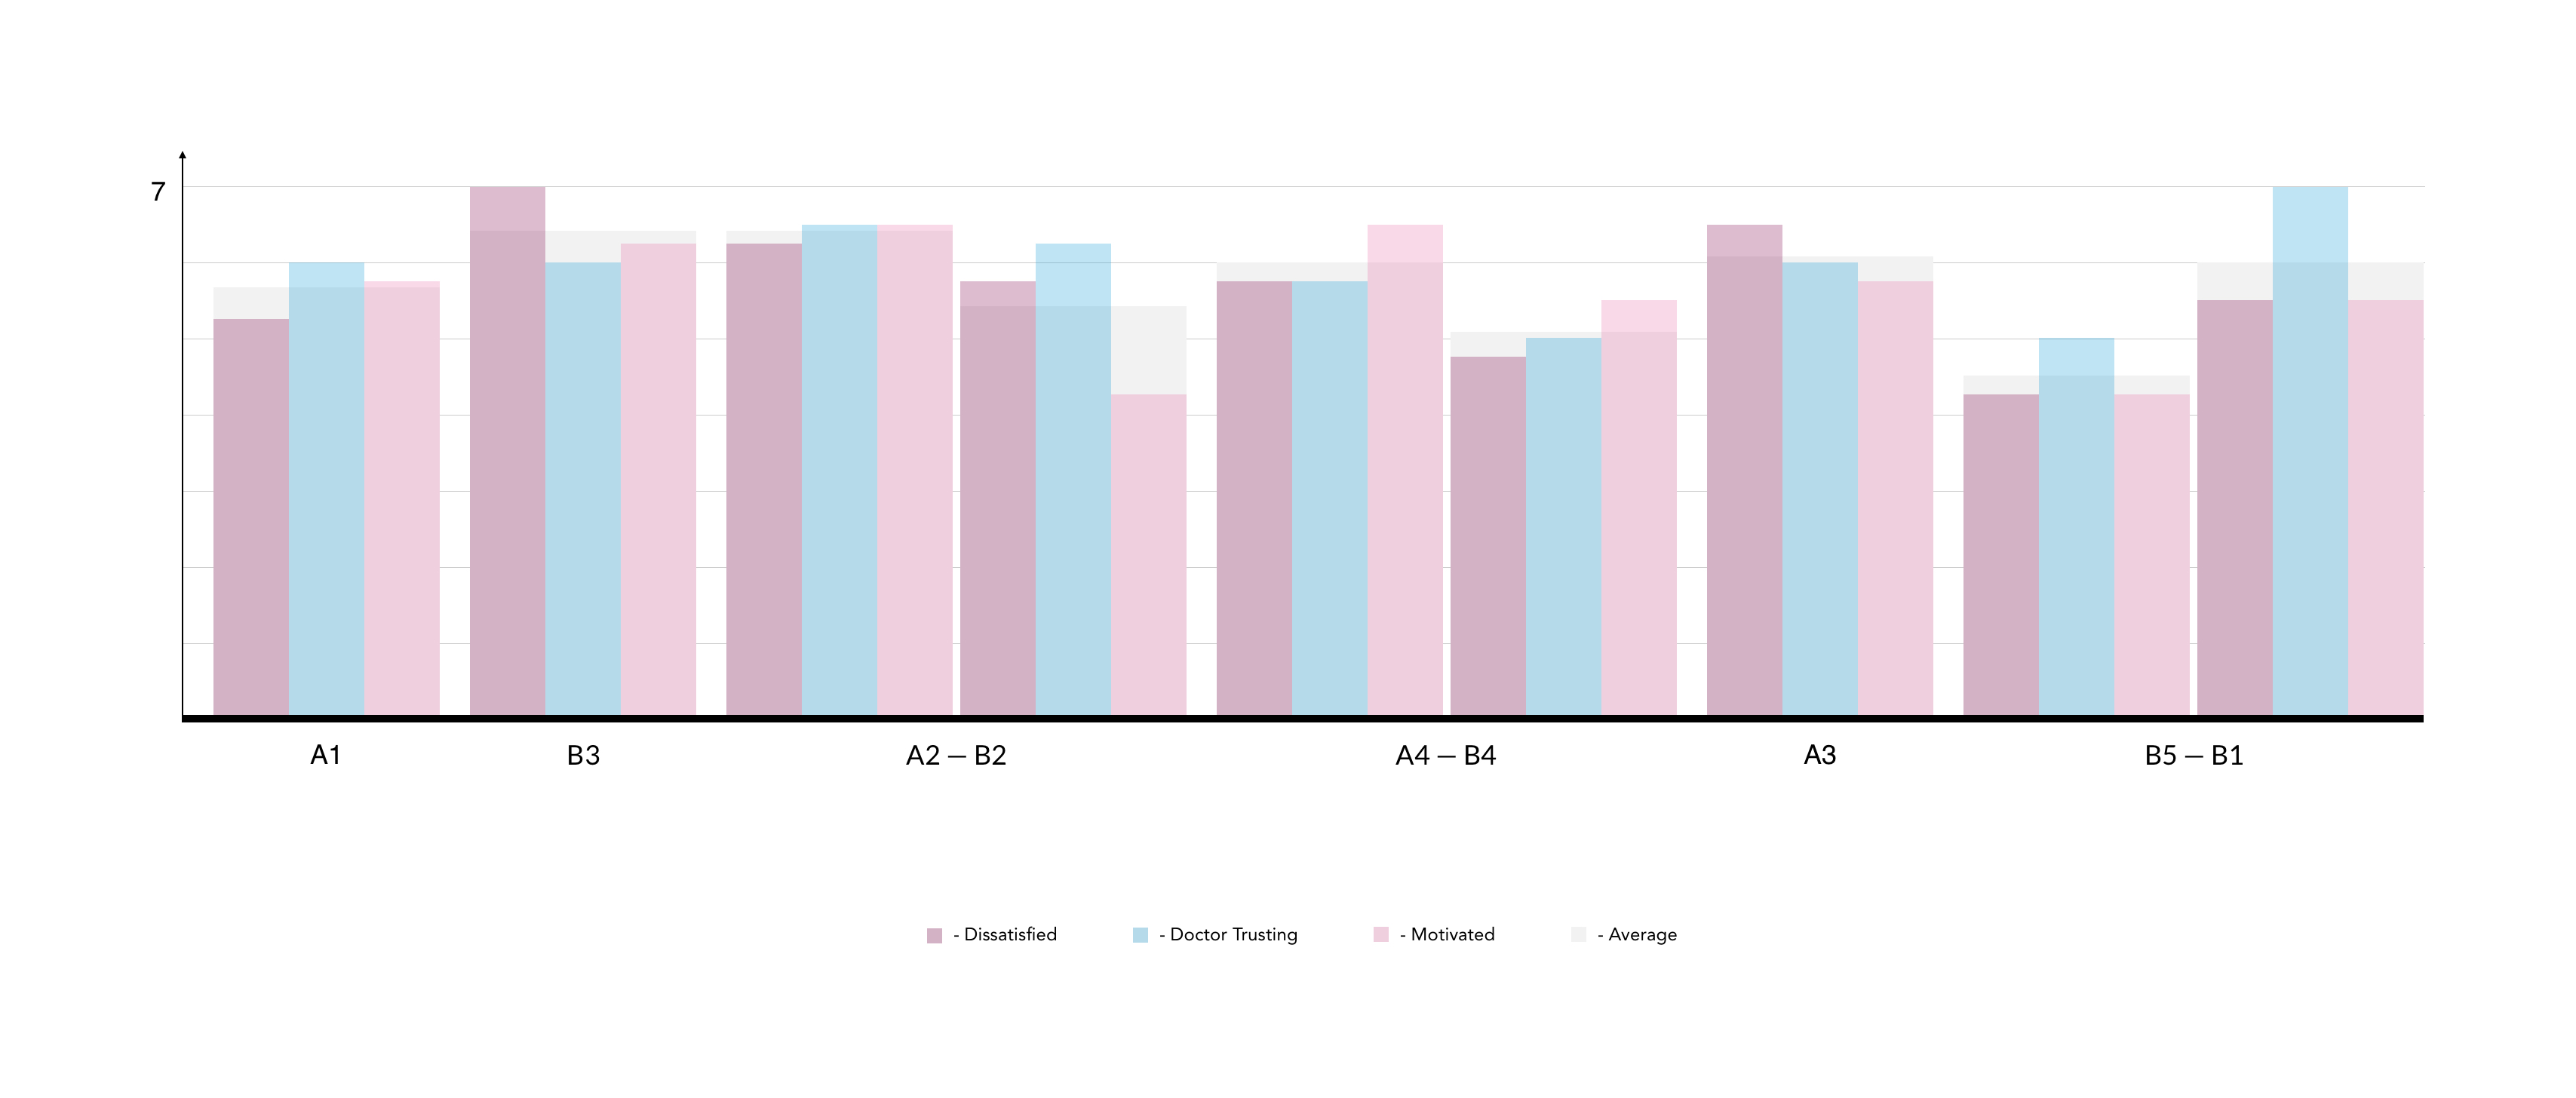 7
A1
B3
A2 – B2
A4 – B4
A3
B5 – B1
- Dissatisfied
- Doctor Trusting
- Motivated
- Average